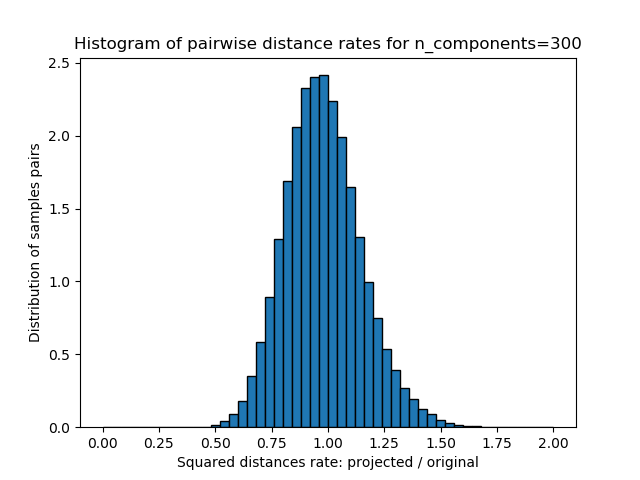 Histogram of pairwise distance rates for n_components=300
2.5
2.0
1.5
1.0
0.5
0.0
Distribution of samples pairs
0.00 0.25 0.50 0.75 1.00 1.25 1.50 1.75 2.00
Squared distances rate: projected / original